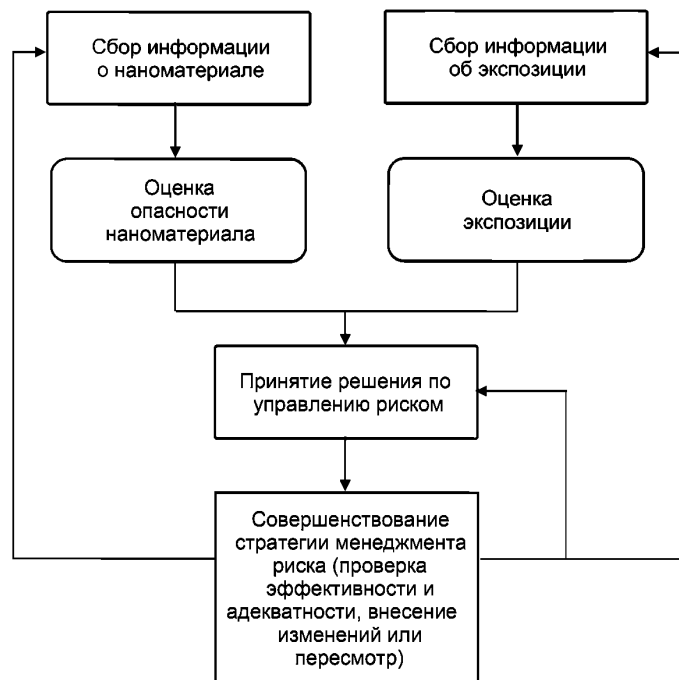 Сбор информации
о наноматериале
Сбор информации
об экспозиции
Оценка
опасности
наноматериала
Оценка
экспозиции
Принятие решения по
управлению риском
Совершенствование
стратегии менеджмента
риска (проверка
эффективности и
адекватности, внесение
изменений или
пересмотр)